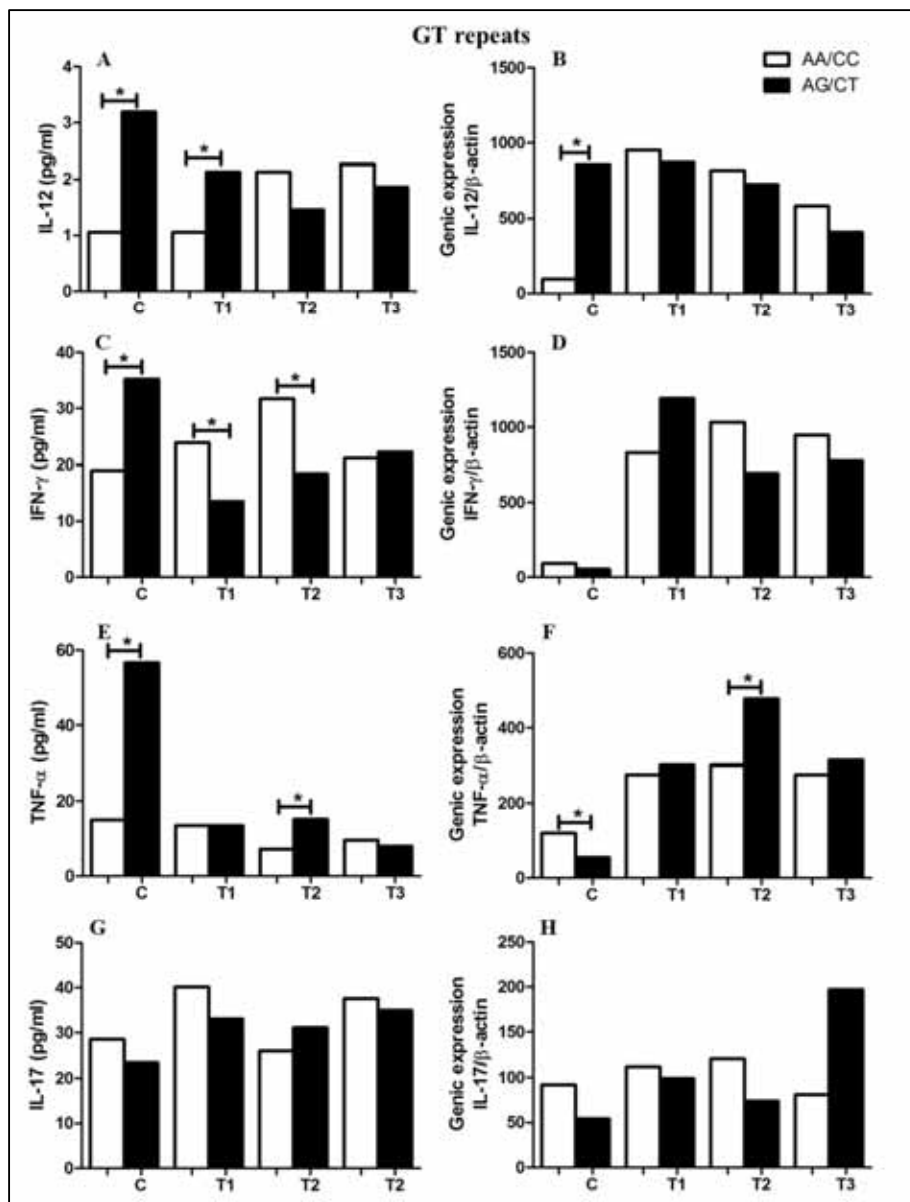 GT repeats
A
4
3
2
1
0
IL-12 (pg/ml)
*
*
C T1 T2 T3
B
AA/CC
AG/CT
1500
1000
500
0
Genic expression
IL-12/β-actin
*
C T1 T2 T3
C
40
30
20
10
0
IFN-γ (pg/ml)
*
*
*
C T1 T2 T3
D
1500
1000
500
0
Genic expression
IFN-γ/β-actin
C T1 T2 T3
E
60
40
20
0
TNF-α (pg/ml)
*
*
C T1 T2 T3
F
600
400
200
0
Genic expression
TNF-α/β-actin
*
*
C T1 T2 T3
G
50
40
30
20
10
0
IL-17 (pg/ml)
C T1 T2 T2
H
250
200
150
100
50
0
Genic expression
IL-17/β-actin
C T1 T2 T3